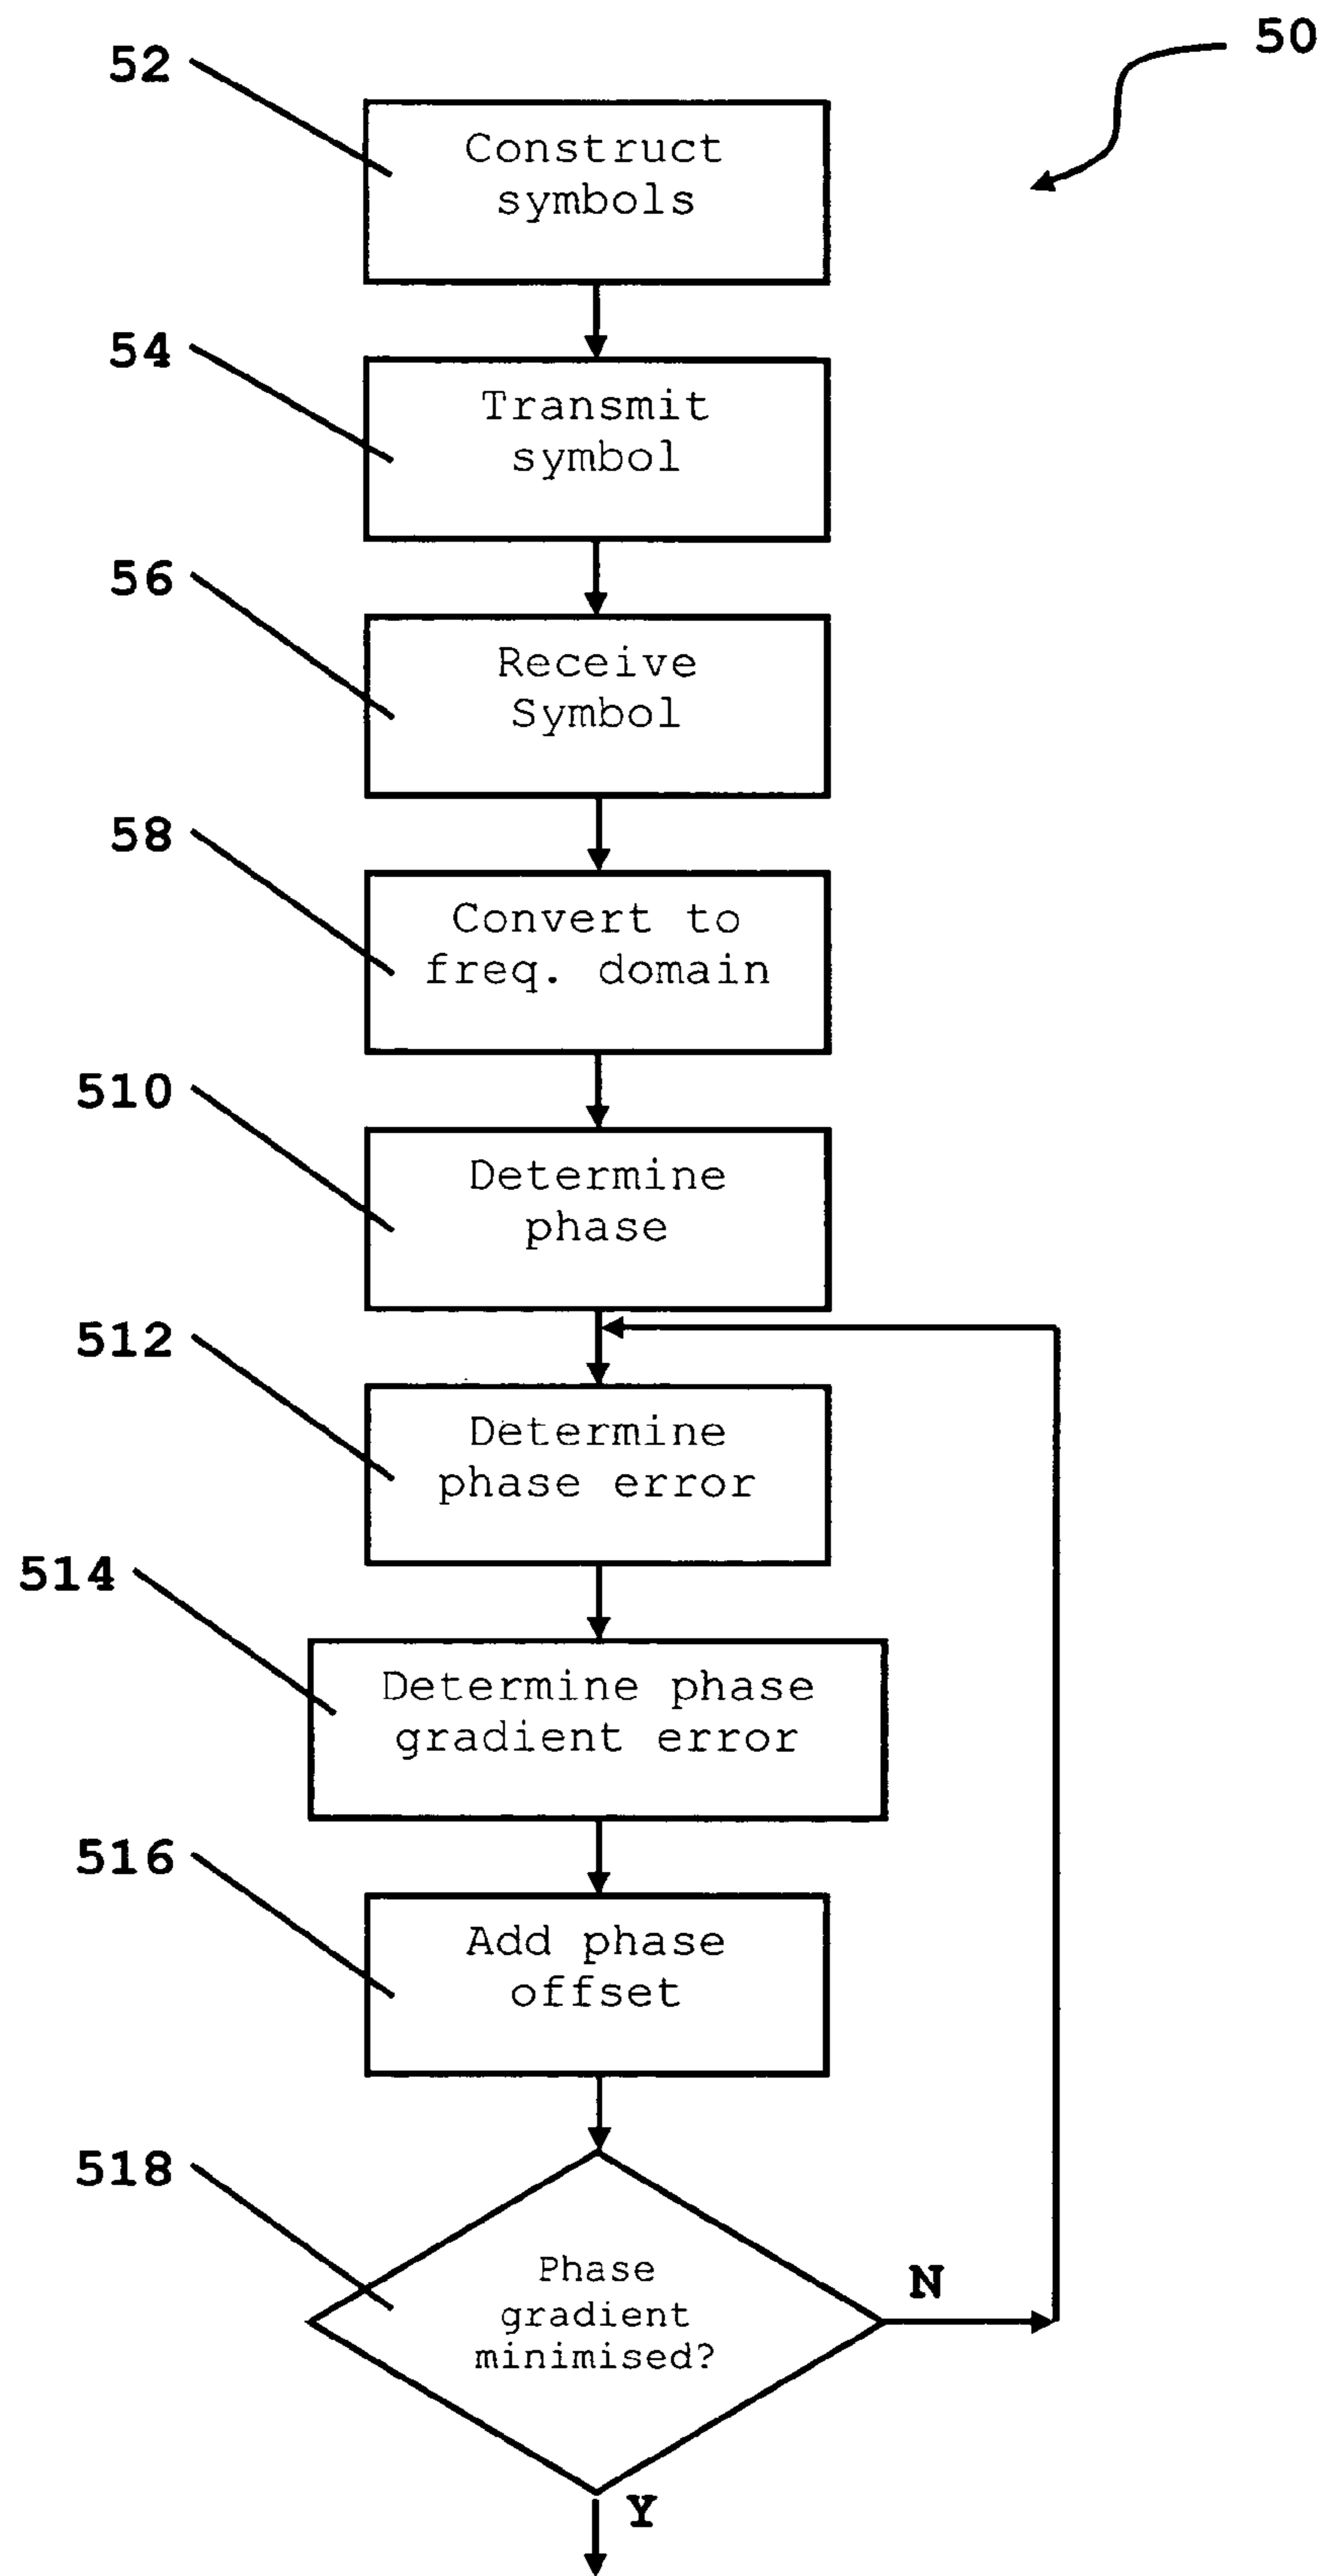 50
52
Construct
symbols
54
Transmit
symbol
56
Receive
Symbol
58
Convert to
freq. domain
510
Determine
phase
512
Determine
phase error
514
Determine phase
gradient error
516
Add phase
offset
518
Phase
gradient
minimised?
N
Y